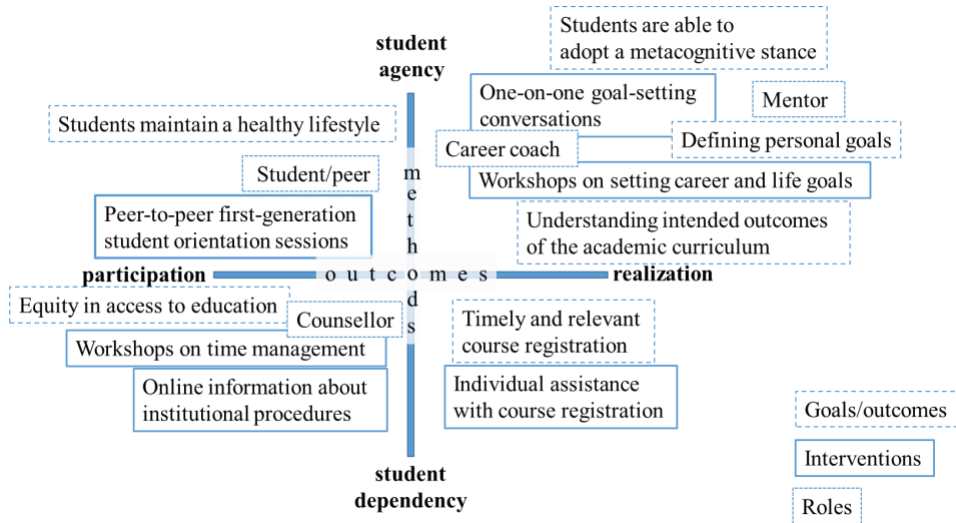 student
agency
Students are able to
adopt a metacognitive stance
One-on-one goal-setting
conversations
Mentor
Students maintain a healthy lifestyle
Defining personal goals
Career coach
Student/peer
Workshops on setting career and life goals
Peer-to-peer first-generation
student orientation sessions
Understanding intended outcomes
of the academic curriculum
methods
participation
outcomes
realization
Equity in access to education
Counsellor
Timely and relevant
course registration
Workshops on time management
Online information about
institutional procedures
Individual assistance
with course registration
student
dependency
Goals/outcomes
Interventions
Roles